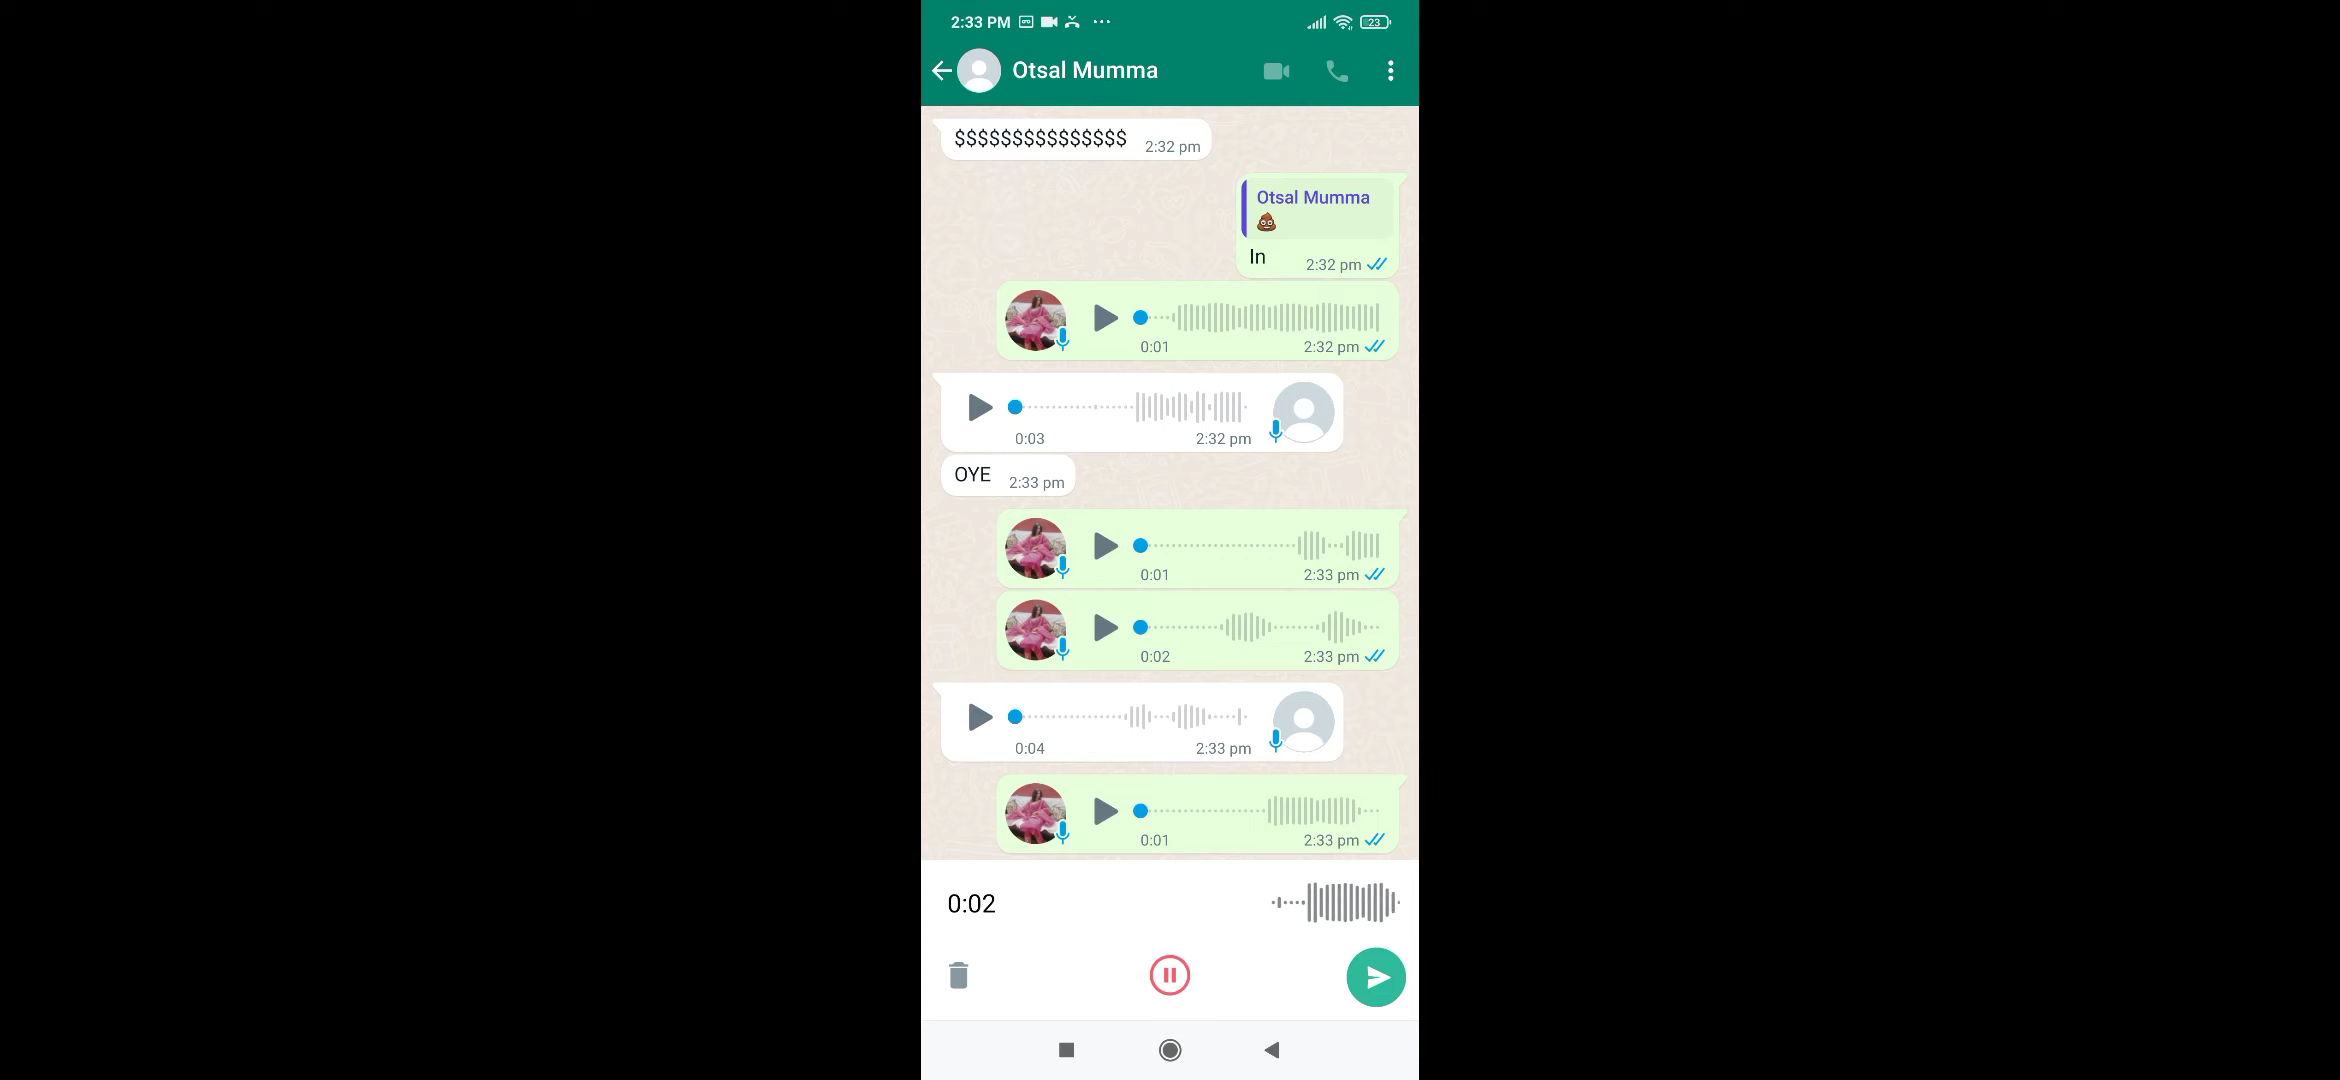 2:33 PM 23
Otsal Mumma
$$$$$$$$$$$$$$$ 2:32 pm
Otsal Mumma
💩
In 2:32 pm
0:01 2:32 pm
0:03 2:32 pm
OYE 2:33 pm
0:01 2:33 pm
0:02 2:33 pm
0:04 2:33 pm
0:01 2:33 pm
0:02